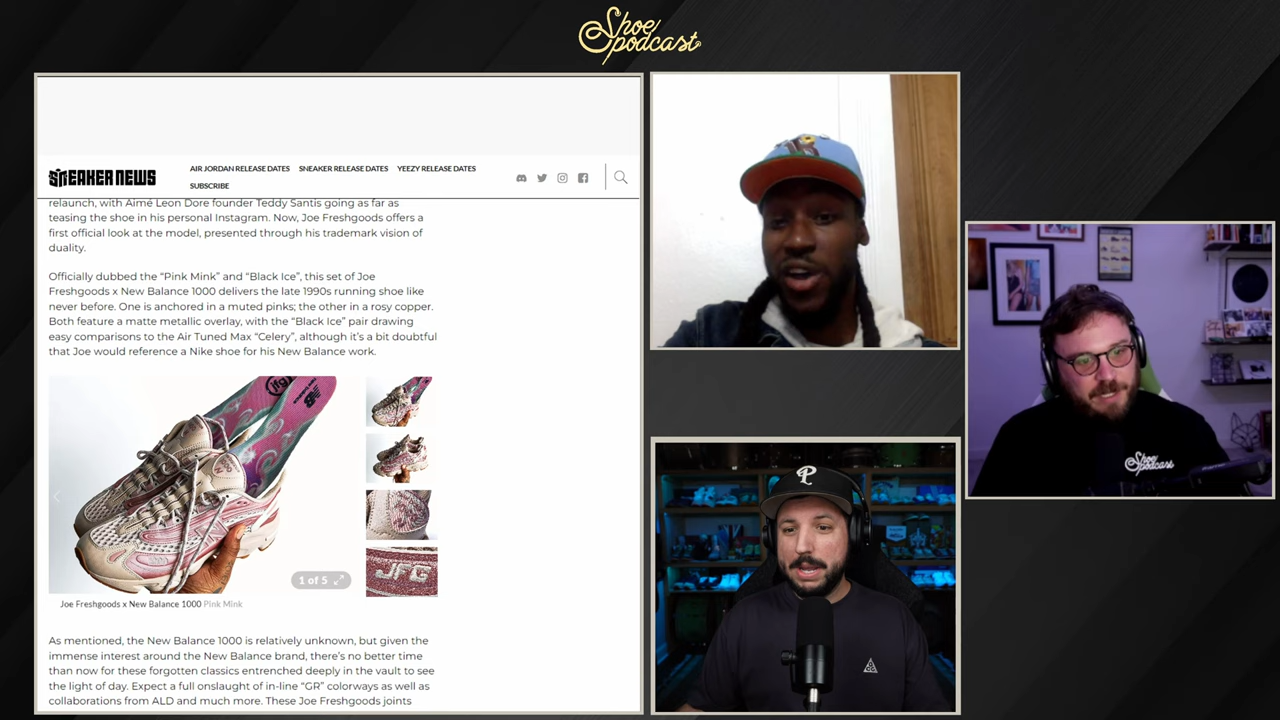 Shoe
podcast
SNEAKER NEWS
AIR JORDAN RELEASE DATES SNEAKER RELEASE DATES YEEZY RELEASE DATES
SUBSCRIBE
relaunch, with Aimé Leon Dore founder Teddy Santis going as far as
teasing the shoe in his personal Instagram. Now, Joe Freshgoods offers a
first official look at the model, presented through his trademark vision of
duality.
Officially dubbed the “Pink Mink” and “Black Ice”, this set of Joe
Freshgoods x New Balance 1000 delivers the late 1990s running shoe like
never before. One is anchored in a muted pinks; the other in a rosy copper.
Both feature a matte metallic overlay, with the “Black Ice” pair drawing
easy comparisons to the Air Tuned Max “Celery”, although it’s a bit doubtful
that Joe would reference a Nike shoe for his New Balance work.
jfg
1 of 5
JFG
Joe Freshgoods x New Balance 1000 Pink Mink
As mentioned, the New Balance 1000 is relatively unknown, but given the
immense interest around the New Balance brand, there’s no better time
than now for these forgotten classics entrenched deeply in the vault to see
the light of day. Expect a full onslaught of in-line “GR” colorways as well as
collaborations from ALD and much more. These Joe Freshgoods joints
P
Shoe
podcast